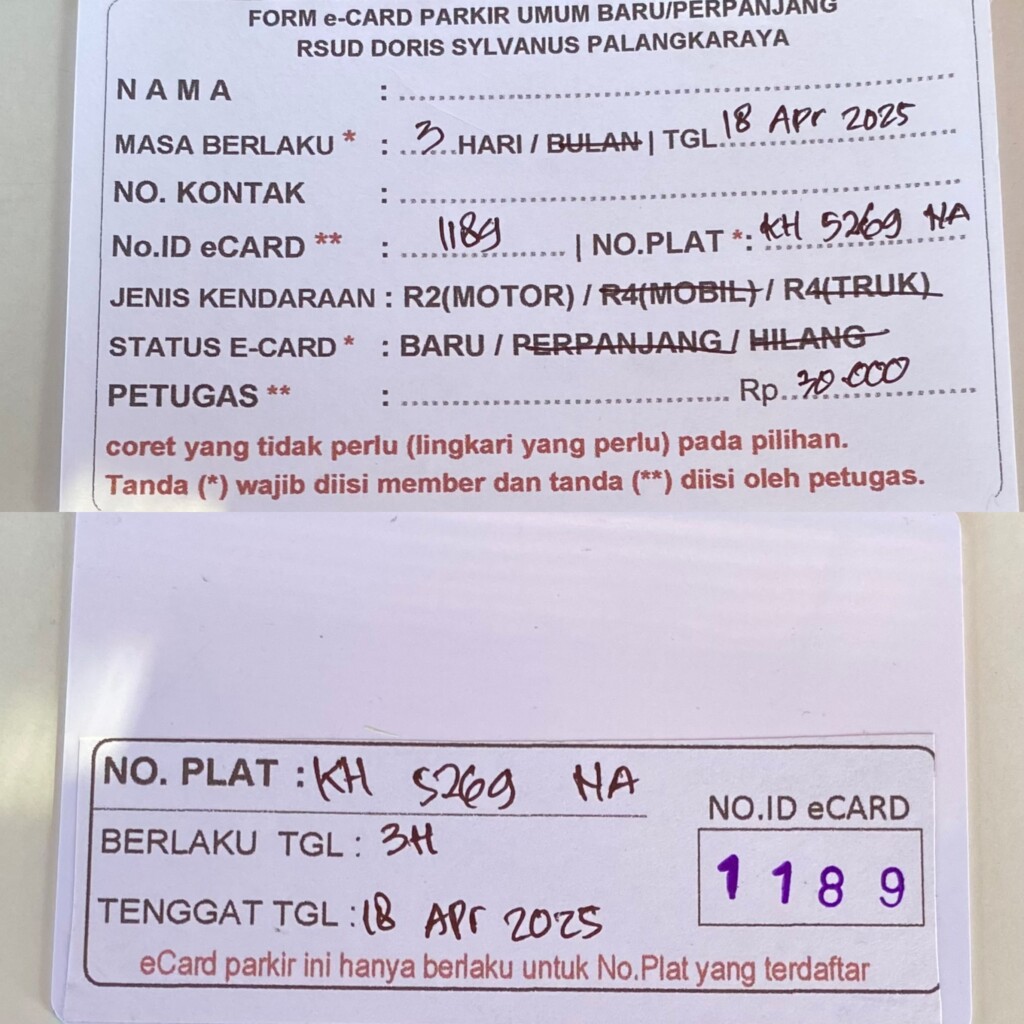 FORM e-CARD PARKIR UMUM BARU/PERPANJANG
RSUD DORIS SYLVANUS PALANGKARAYA
N A M A : ..............................
MASA BERLAKU * : ...3...HARI / BULAN | TGL.18 Apr 2025
NO. KONTAK : ..............................
No.ID eCARD ** : 1189 | NO.PLAT *: KH 5269 NA
JENIS KENDARAAN : R2(MOTOR) / R4(MOBIL) / R4(TRUK)
STATUS E-CARD * : BARU / PERPANJANG / HILANG
PETUGAS ** : .............................. Rp..30.000
coret yang tidak perlu (lingkari yang perlu) pada pilihan.
Tanda (*) wajib diisi member dan tanda (**) diisi oleh petugas.
NO. PLAT : KH 5269 NA
NO.ID eCARD
BERLAKU TGL : 3H
1189
TENGGAT TGL : 18 Apr 2025
eCard parkir ini hanya berlaku untuk No.Plat yang terdaftar